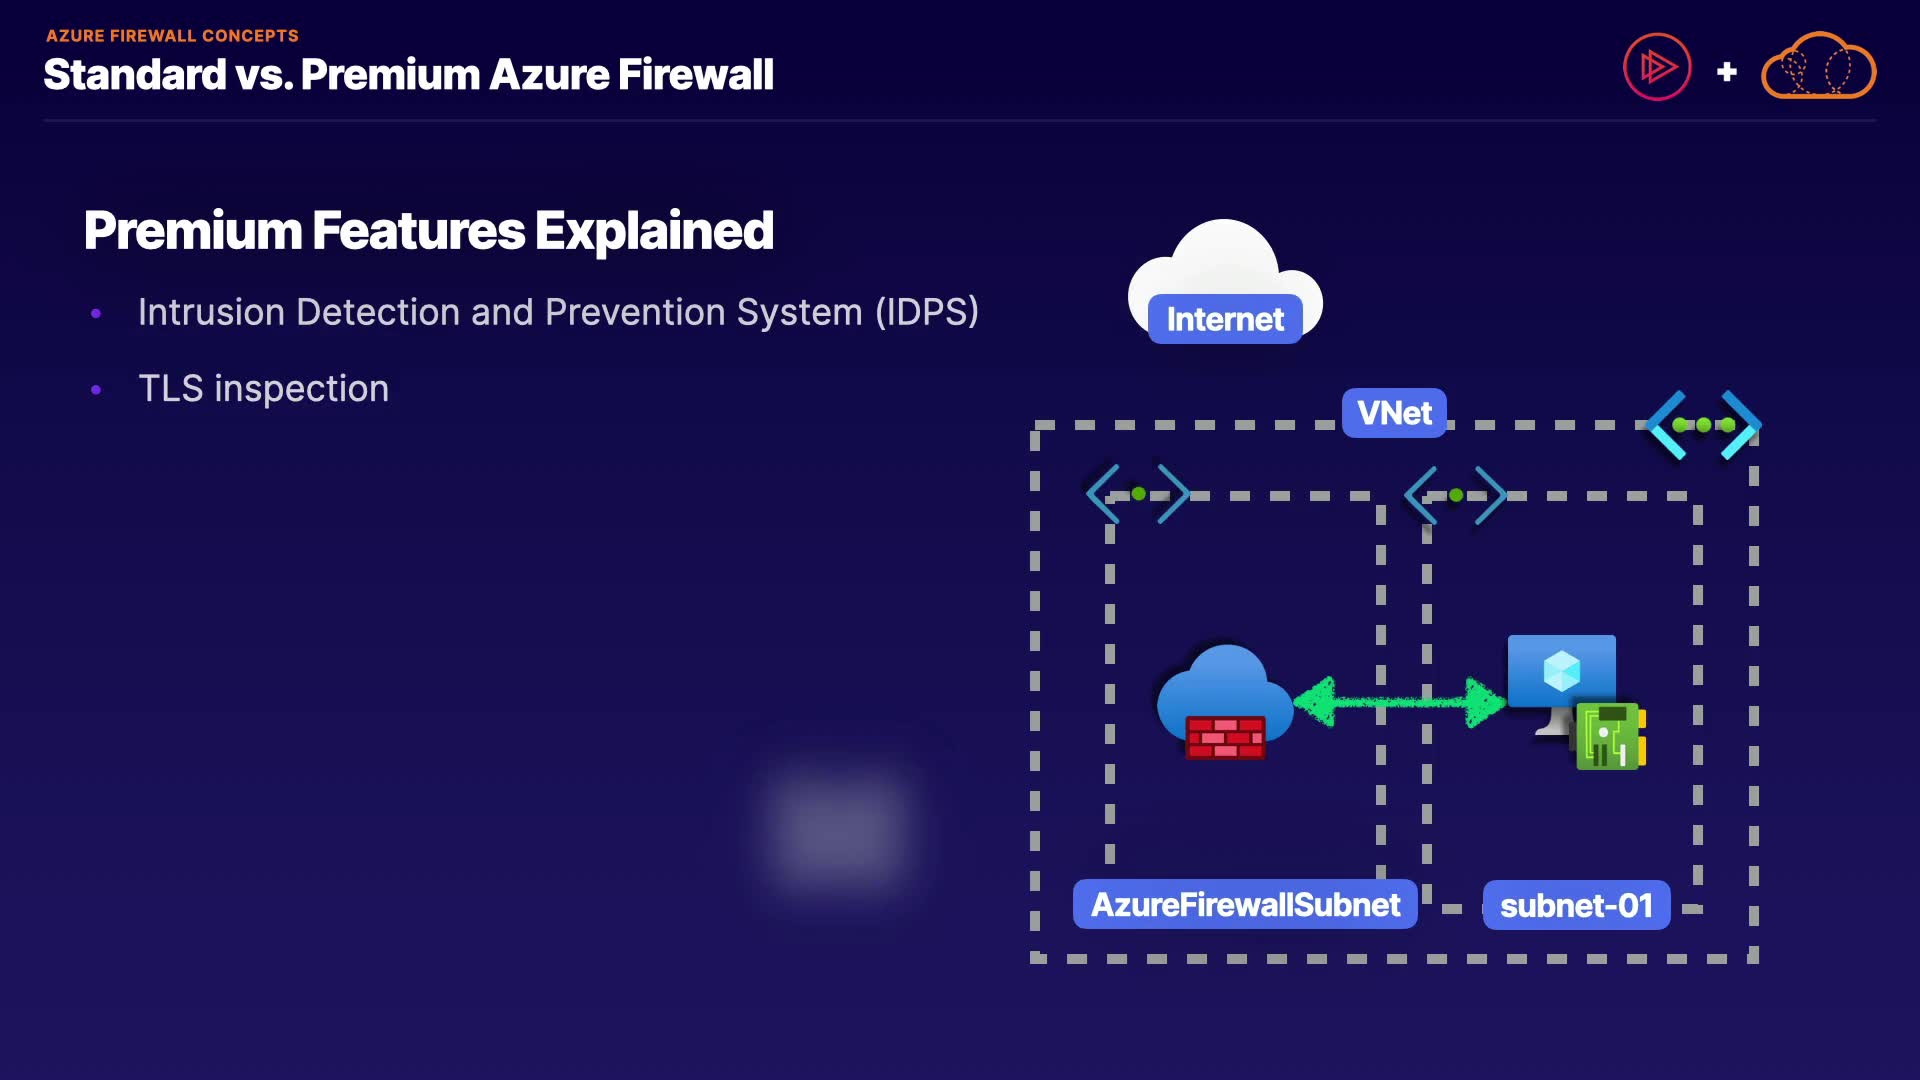 AZURE FIREWALL CONCEPTS
Standard vs. Premium Azure Firewall
Premium Features Explained
• Intrusion Detection and Prevention System (IDPS)
• TLS inspection
Internet
VNet
AzureFirewallSubnet
subnet-01